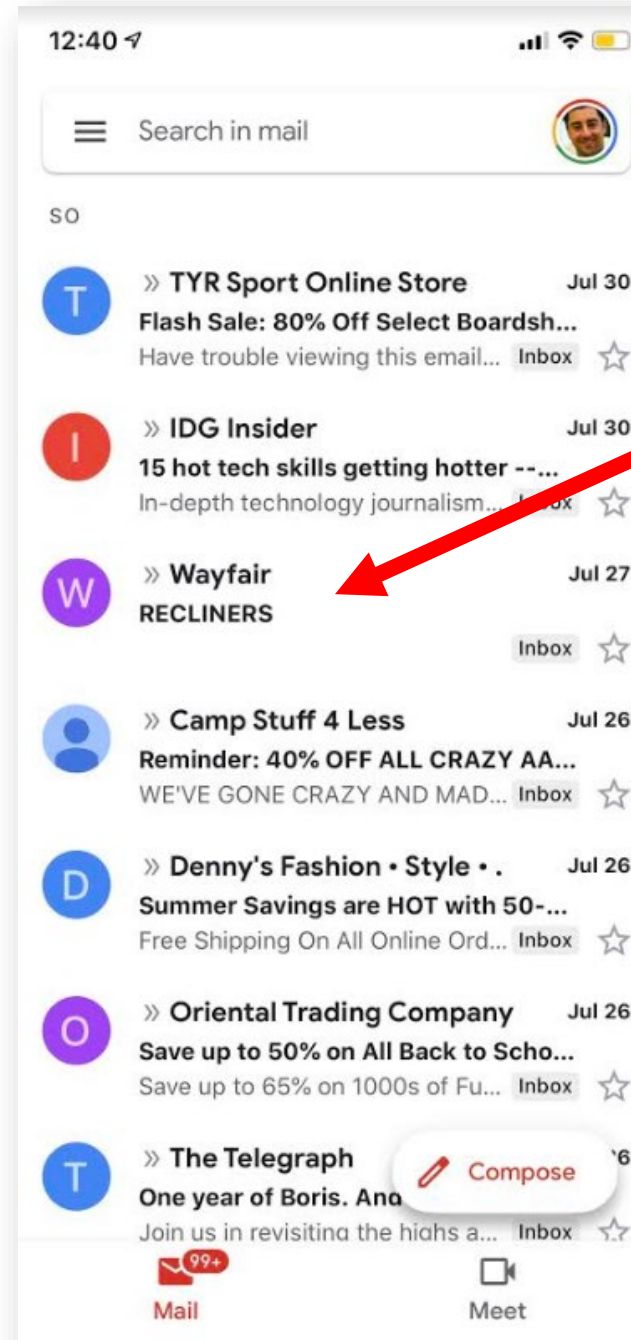 12:40
Search in mail
SO
T
» TYR Sport Online Store Jul 30
Flash Sale: 80% Off Select Boardsh...
Have trouble viewing this email... Inbox
I
» IDG Insider Jul 30
15 hot tech skills getting hotter --...
In-depth technology journalism... Inbox
W
» Wayfair Jul 27
RECLINERS
Inbox
» Camp Stuff 4 Less Jul 26
Reminder: 40% OFF ALL CRAZY AA...
WE'VE GONE CRAZY AND MAD... Inbox
D
» Denny's Fashion • Style • . Jul 26
Summer Savings are HOT with 50-...
Free Shipping On All Online Ord... Inbox
O
» Oriental Trading Company Jul 26
Save up to 50% on All Back to Scho...
Save up to 65% on 1000s of Fu... Inbox
T
» The Telegraph 6
One year of Boris. And
Join us in revisiting the highs a... Inbox
Compose
99+
Mail
Meet